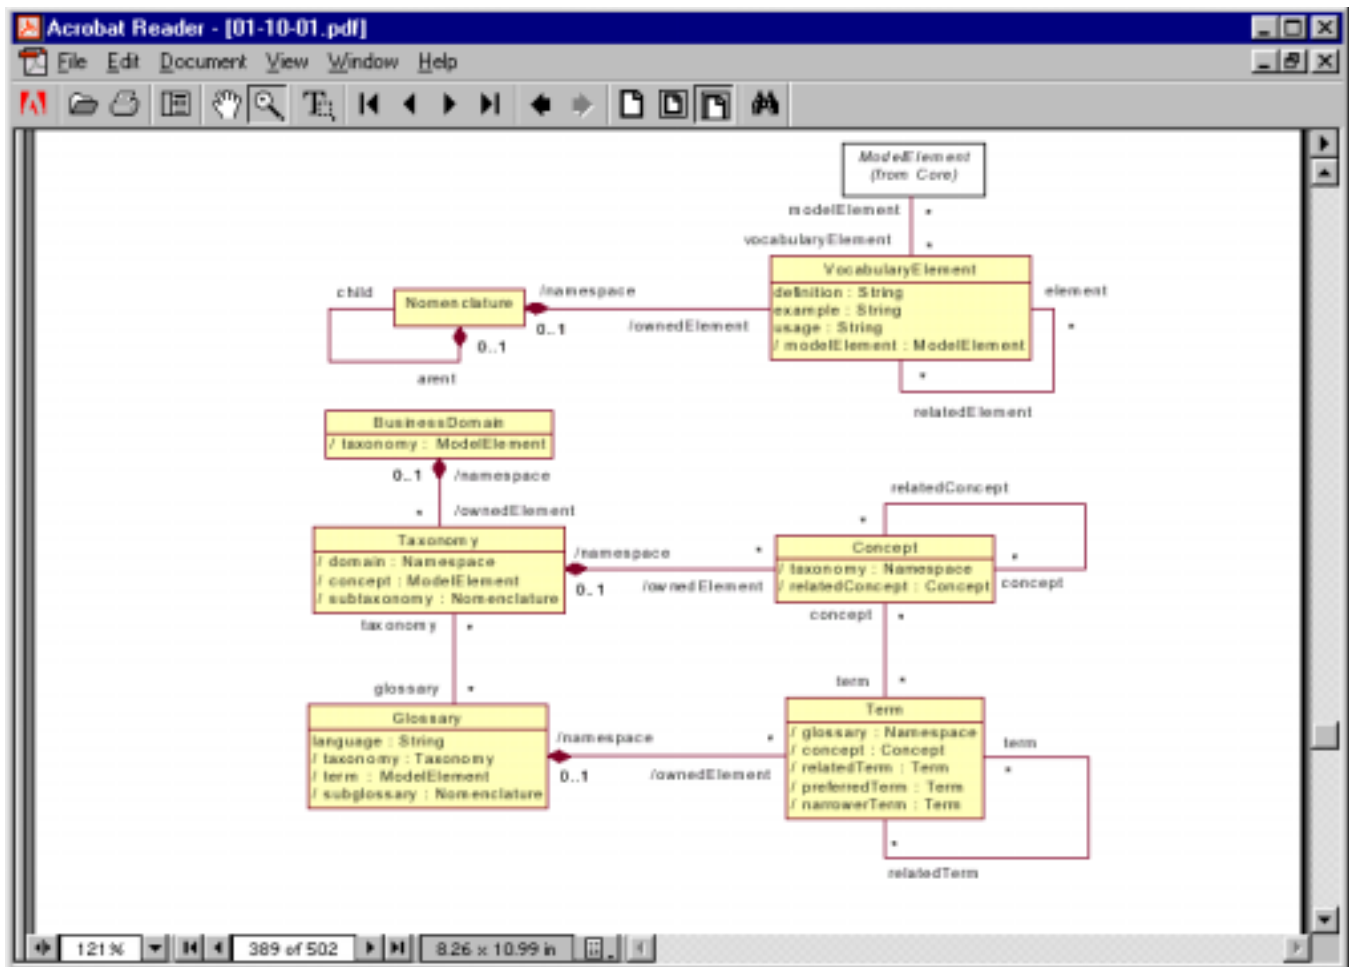 Acrobat Reader - [01-10-01.pdf]
File Edit Document View Window Help
ModelElement
(from Core)
modelElement *
vocabularyElement *
VocabularyElement
definition : String
example : String
usage : String
/ modelElement : ModelElement
element
*
*
relatedElement
child
Nomenclature
/namespace
0..1
/ownedElement
0..1
arent
BusinessDomain
/ taxonomy : ModelElement
0..1 /namespace
* /ownedElement
Taxonomy
/ domain : Namespace
/ concept : ModelElement
/ subtaxonomy : Nomenclature
/namespace *
0..1 /ownedElement
relatedConcept
*
Concept
/ taxonomy : Namespace
/ relatedConcept : Concept
*
concept
concept *
term *
taxonomy *
glossary *
Glossary
language : String
/ taxonomy : Taxonomy
/ term : ModelElement
/ subglossary : Nomenclature
/namespace *
0..1 /ownedElement
Term
/ glossary : Namespace
/ concept : Concept
/ relatedTerm : Term
/ preferredTerm : Term
/ narrowerTerm : Term
term
*
*
relatedTerm
121% 389 of 502 8.26 x 10.99 in